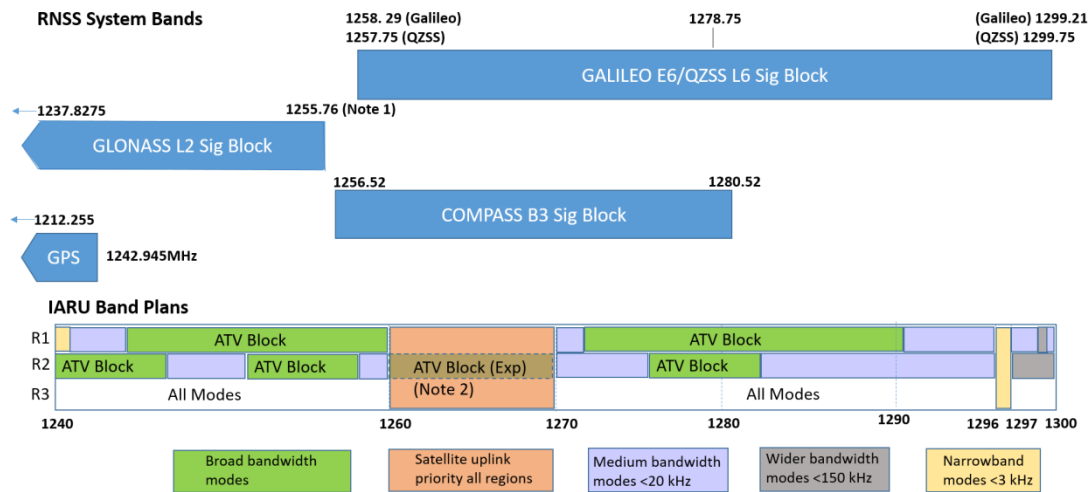 RNSS System Bands
1258. 29 (Galileo)
1257.75 (QZSS)
1278.75
(Galileo) 1299.21
(QZSS) 1299.75
GALILEO E6/QZSS L6 Sig Block
1237.8275
1255.76 (Note 1)
GLONASS L2 Sig Block
1256.52
1280.52
COMPASS B3 Sig Block
1212.255
GPS
1242.945MHz
IARU Band Plans
R1
ATV Block
ATV Block
R2
ATV Block
ATV Block
ATV Block (Exp)
(Note 2)
ATV Block
R3
All Modes
All Modes
1240
1260
1270
1280
1290
1296
1297
1300
Broad bandwidth
modes
Satellite uplink
priority all regions
Medium bandwidth
modes <20 kHz
Wider bandwidth
modes <150 kHz
Narrowband
modes <3 kHz